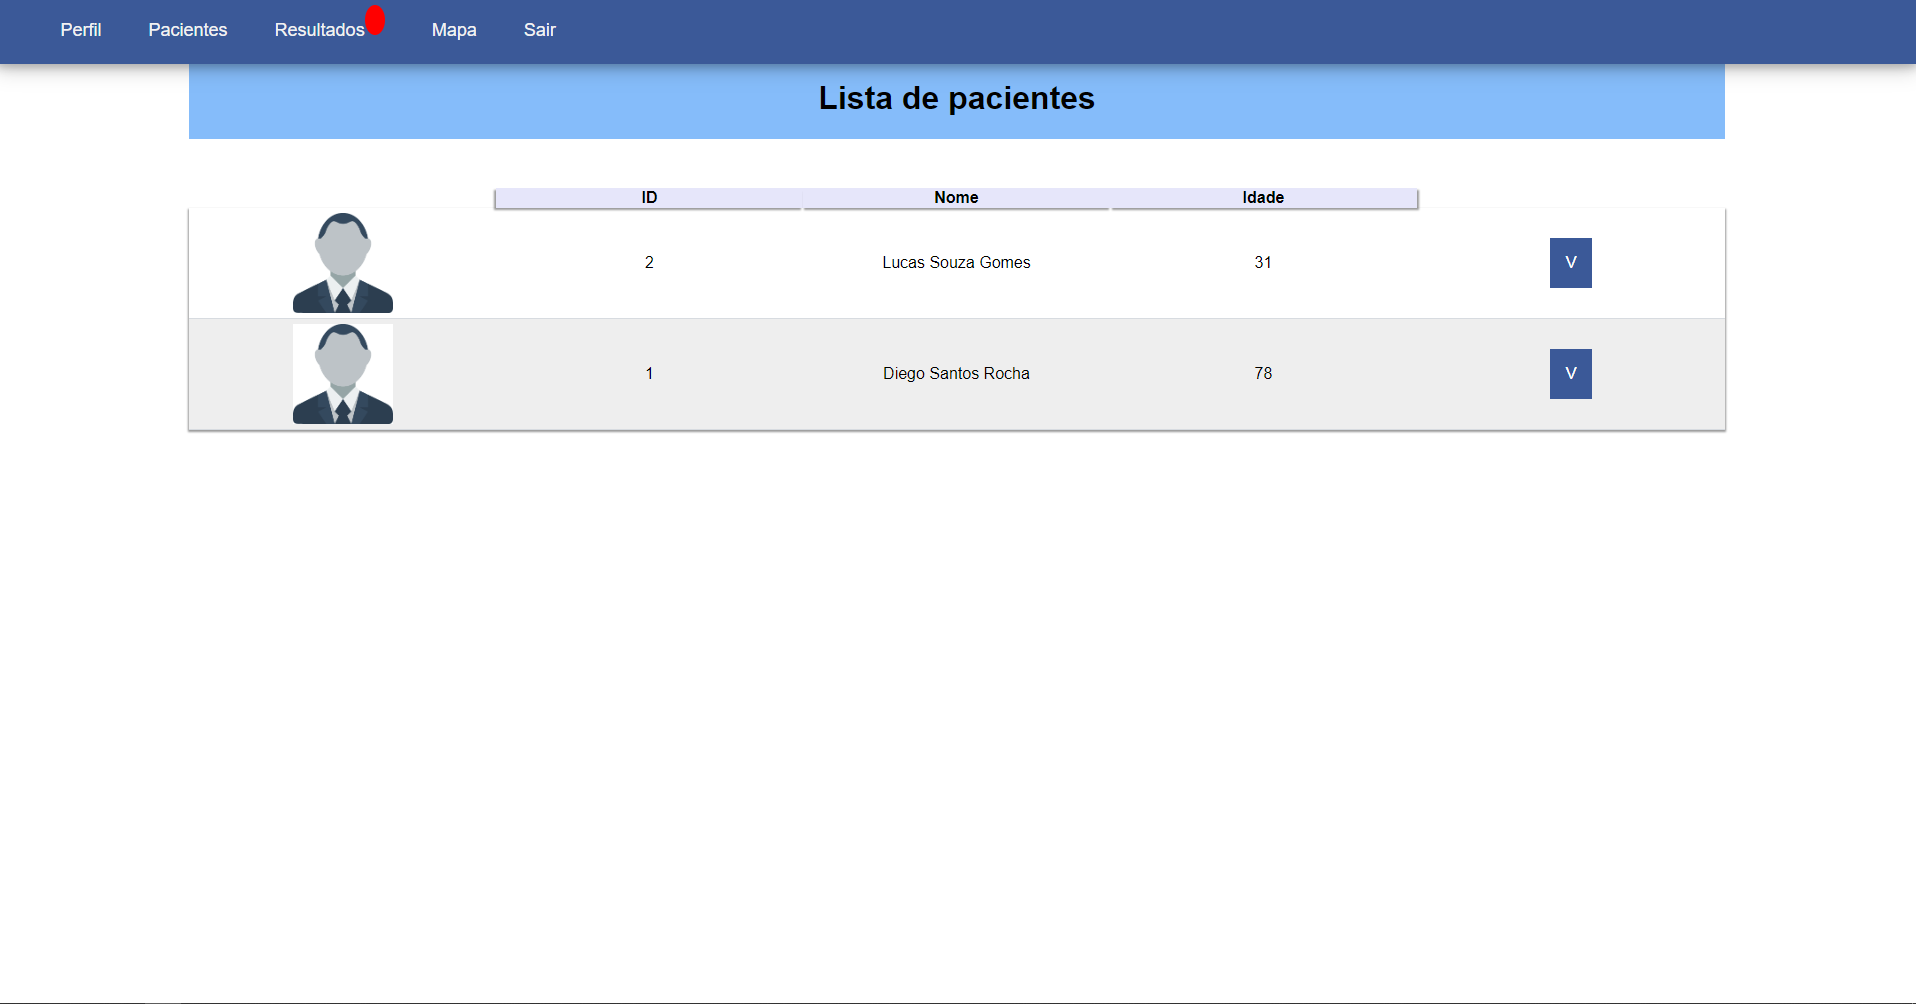 Perfil Pacientes Resultados Mapa Sair
Lista de pacientes
ID Nome Idade
2 Lucas Souza Gomes 31 V
1 Diego Santos Rocha 78 V